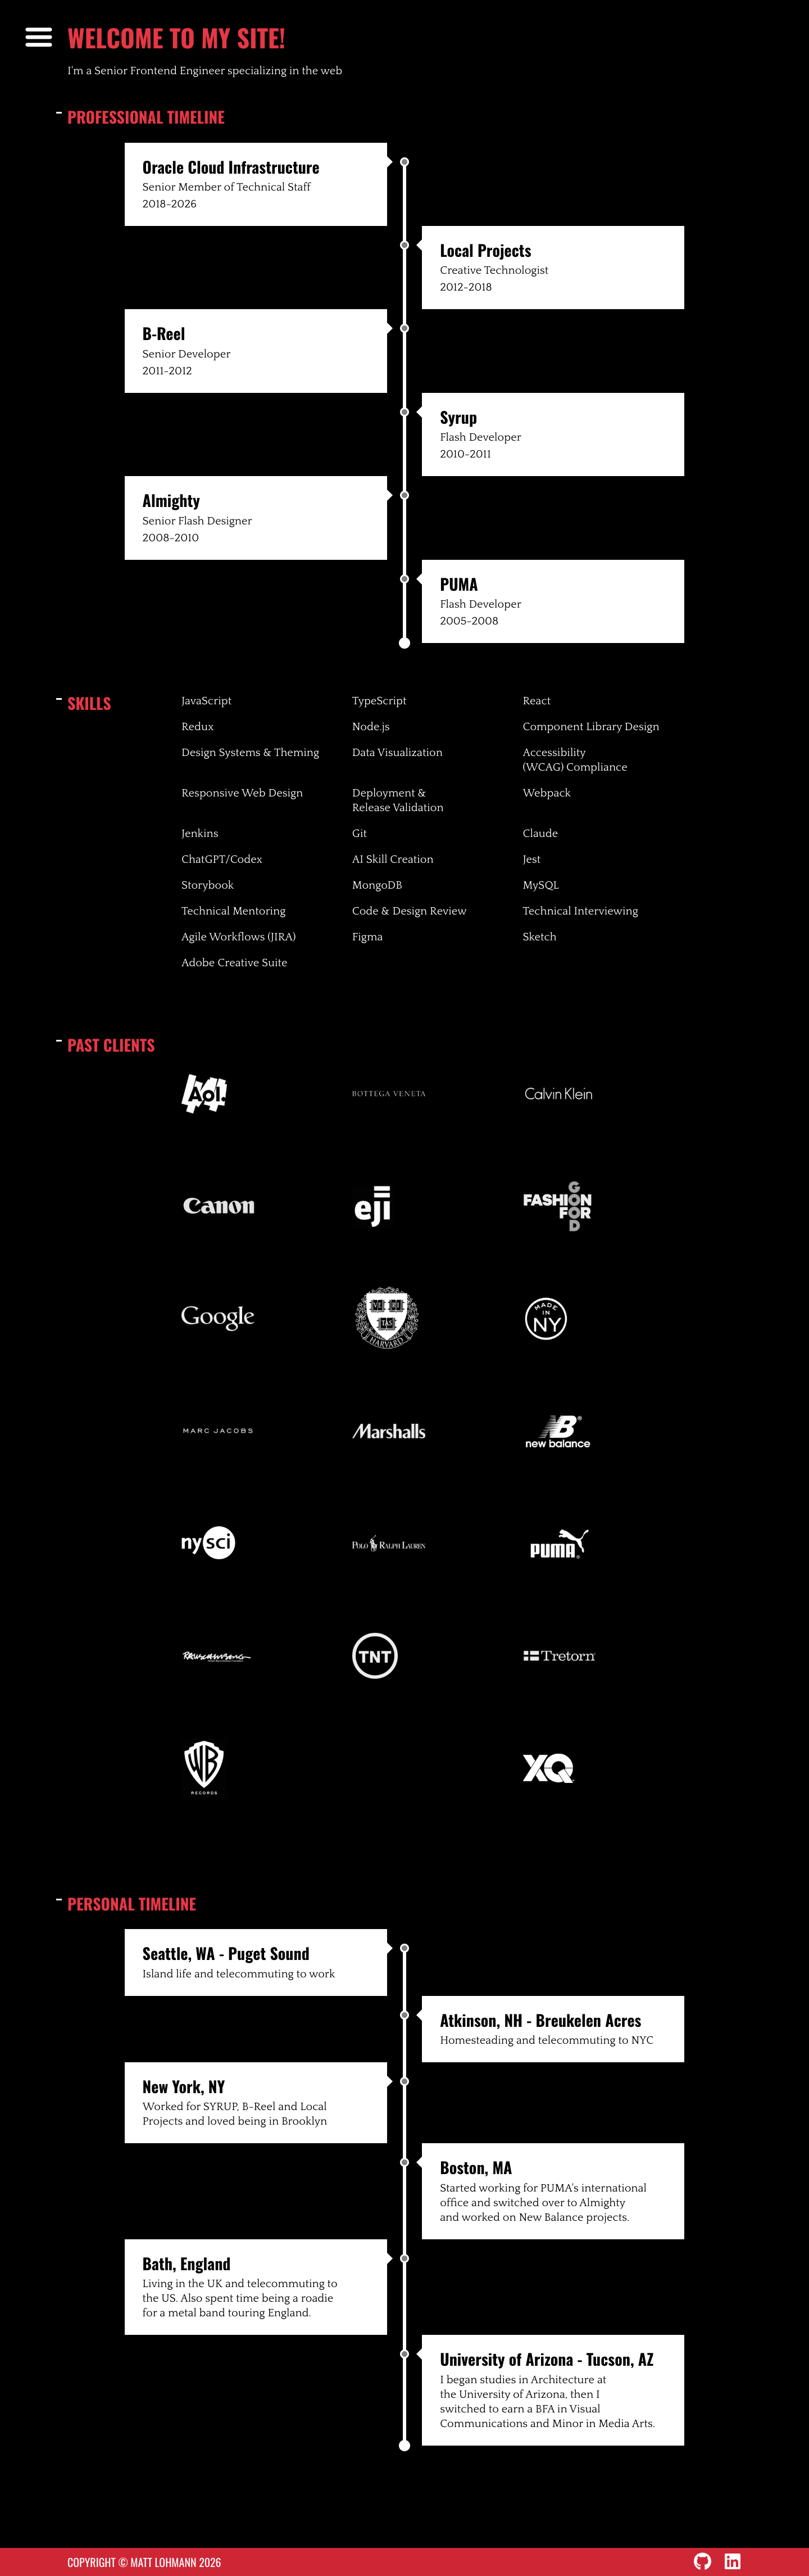 WELCOME TO MY SITE!
I'm a Senior Frontend Engineer specializing in the web
PROFESSIONAL TIMELINE
Oracle Cloud Infrastructure
Senior Member of Technical Staff
2018-2026
Local Projects
Creative Technologist
2012-2018
B-Reel
Senior Developer
2011-2012
Syrup
Flash Developer
2010-2011
Almighty
Senior Flash Designer
2008-2010
PUMA
Flash Developer
2005-2008
SKILLS
JavaScript
TypeScript
React
Redux
Node.js
Component Library Design
Design Systems & Theming
Data Visualization
Accessibility
(WCAG) Compliance
Responsive Web Design
Deployment &
Release Validation
Webpack
Jenkins
Git
Claude
ChatGPT/Codex
AI Skill Creation
Jest
Storybook
MongoDB
MySQL
Technical Mentoring
Code & Design Review
Technical Interviewing
Agile Workflows (JIRA)
Figma
Sketch
Adobe Creative Suite
PAST CLIENTS
Aol.
BOTTEGA VENETA
Calvin Klein
Canon
eji
FASHION
FOR
GOOD
Google
VE RI TAS
HARVARD
MADE
IN
NY
MARC JACOBS
Marshalls
NB
new balance
nysci
POLO RALPH LAUREN
PUMA
RAUSCHENBERG
TNT
Tretorn
WB
RECORDS
XQ
PERSONAL TIMELINE
Seattle, WA - Puget Sound
Island life and telecommuting to work
Atkinson, NH - Breukelen Acres
Homesteading and telecommuting to NYC
New York, NY
Worked for SYRUP, B-Reel and Local
Projects and loved being in Brooklyn
Boston, MA
Started working for PUMA's international
office and switched over to Almighty
and worked on New Balance projects.
Bath, England
Living in the UK and telecommuting to
the US. Also spent time being a roadie
for a metal band touring England.
University of Arizona - Tucson, AZ
I began studies in Architecture at
the University of Arizona, then I
switched to earn a BFA in Visual
Communications and Minor in Media Arts.
COPYRIGHT © MATT LOHMANN 2026
in